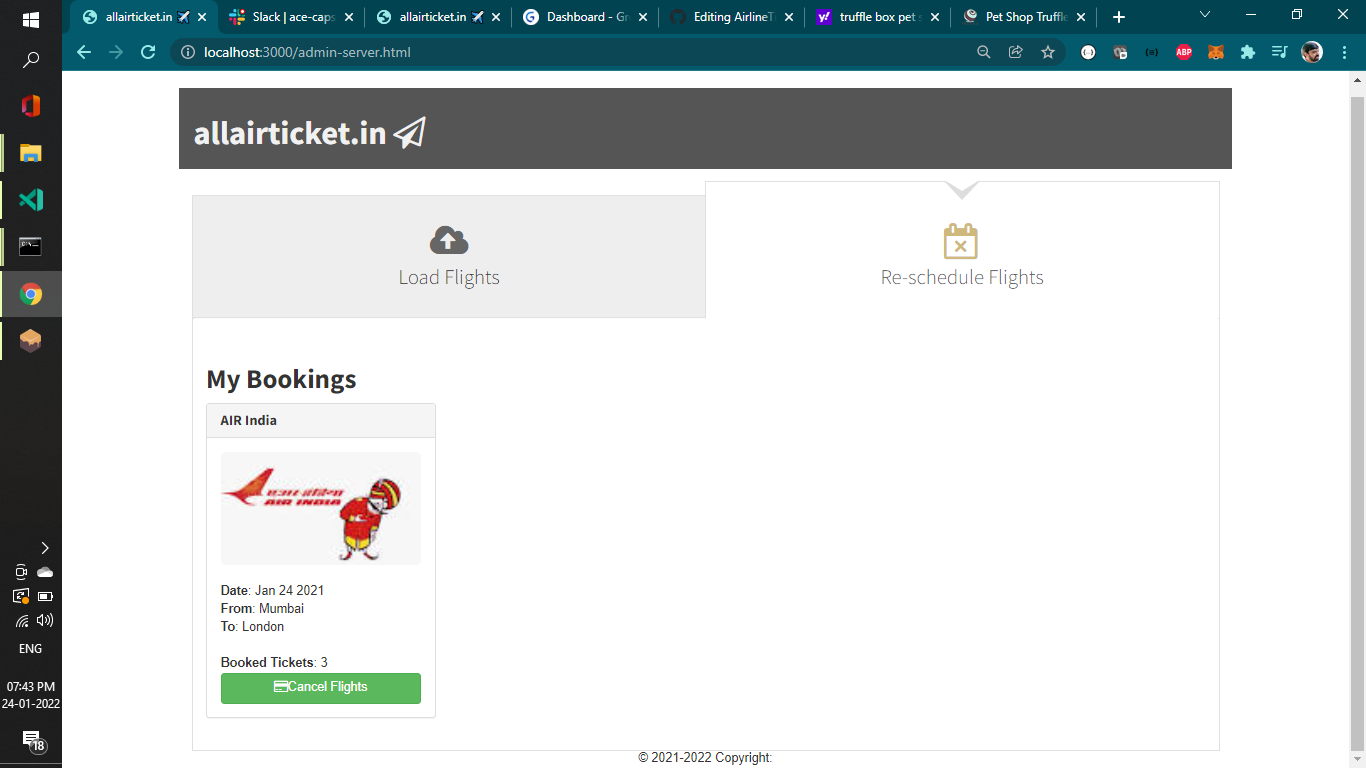 allairticket.in
Slack | ace-caps
allairticket.in
Dashboard - Gr
Editing AirlineTi
truffle box pet s
Pet Shop Truffle
localhost:3000/admin-server.html
ABP
allairticket.in
Load Flights
Re-schedule Flights
My Bookings
AIR India
AIR INDIA
Date: Jan 24 2021
From: Mumbai
To: London
Booked Tickets: 3
Cancel Flights
© 2021-2022 Copyright:
ENG
07:43 PM
24-01-2022
18